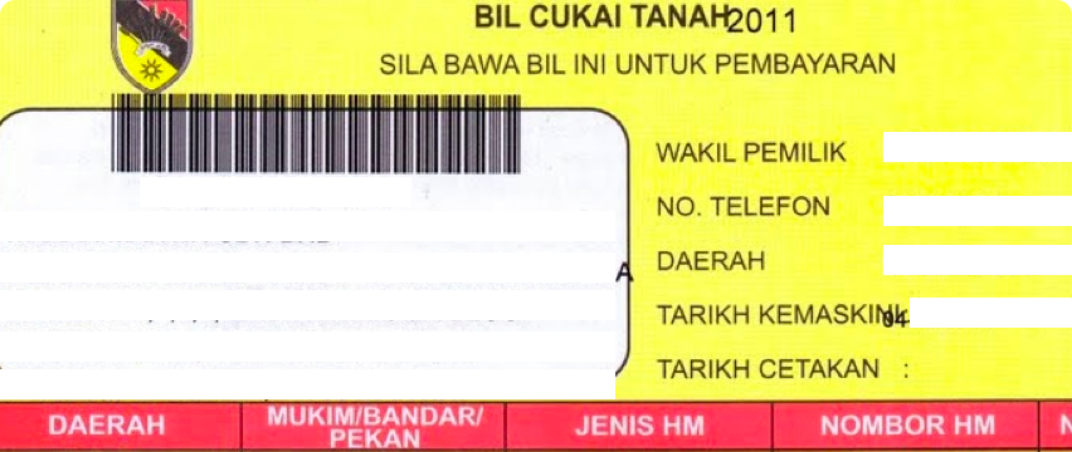 BIL CUKAI TANAH 2011
SILA BAWA BIL INI UNTUK PEMBAYARAN
WAKIL PEMILIK
NO. TELEFON
A
DAERAH
TARIKH KEMASKINI 04
TARIKH CETAKAN :
DAERAH
MUKIM/BANDAR/
PEKAN
JENIS HM
NOMBOR HM
N